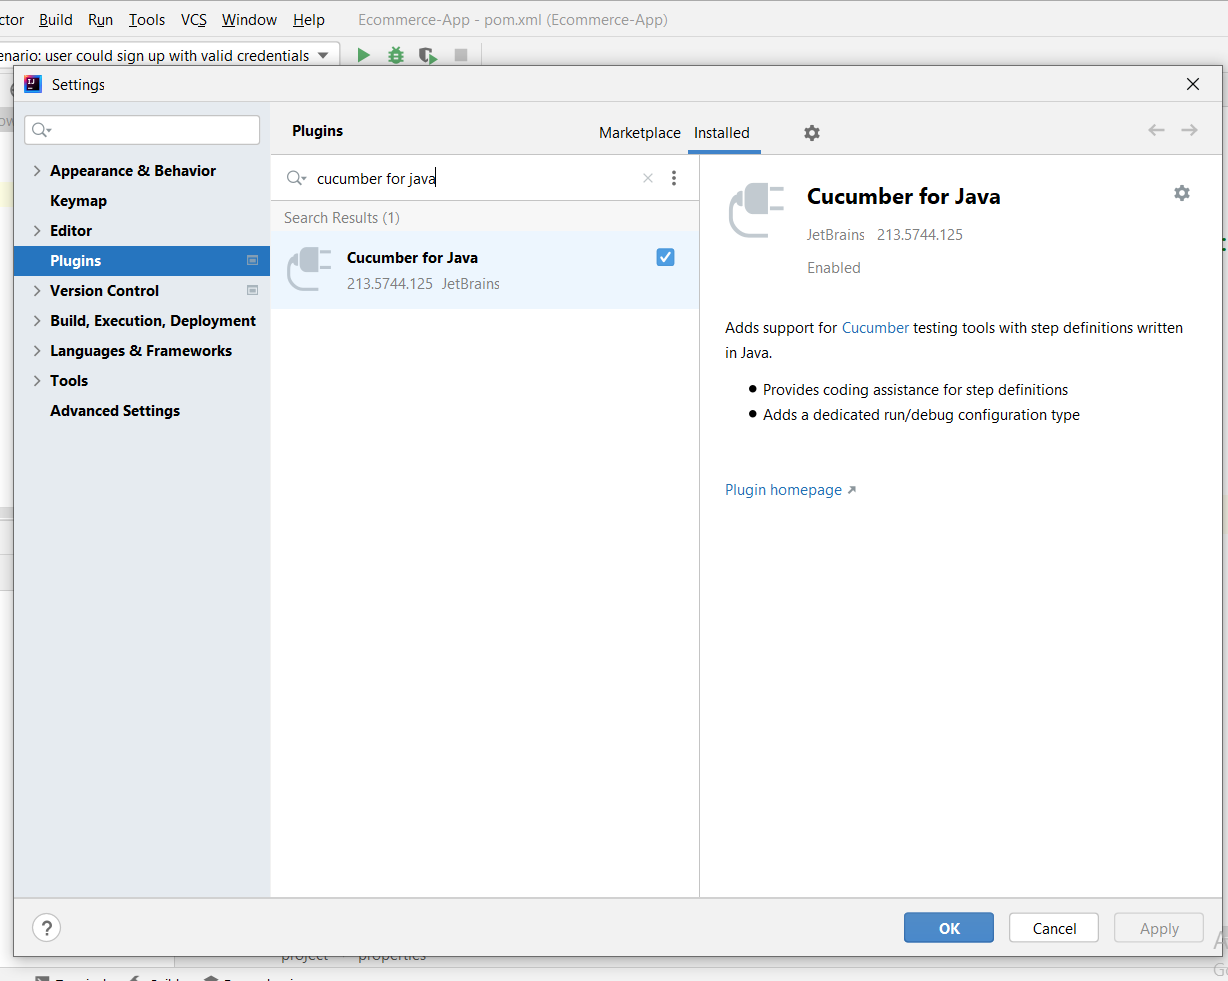 ctor Build Run Tools VCS Window Help Ecommerce-App - pom.xml (Ecommerce-App)
enario: user could sign up with valid credentials
IJ Settings
Plugins Marketplace Installed
Appearance & Behavior
Keymap
Editor
Plugins
Version Control
Build, Execution, Deployment
Languages & Frameworks
Tools
Advanced Settings
cucumber for java
Search Results (1)
Cucumber for Java
213.5744.125 JetBrains
Cucumber for Java
JetBrains 213.5744.125
Enabled
Adds support for Cucumber testing tools with step definitions written
in Java.
Provides coding assistance for step definitions
Adds a dedicated run/debug configuration type
Plugin homepage
? OK Cancel Apply
project properties